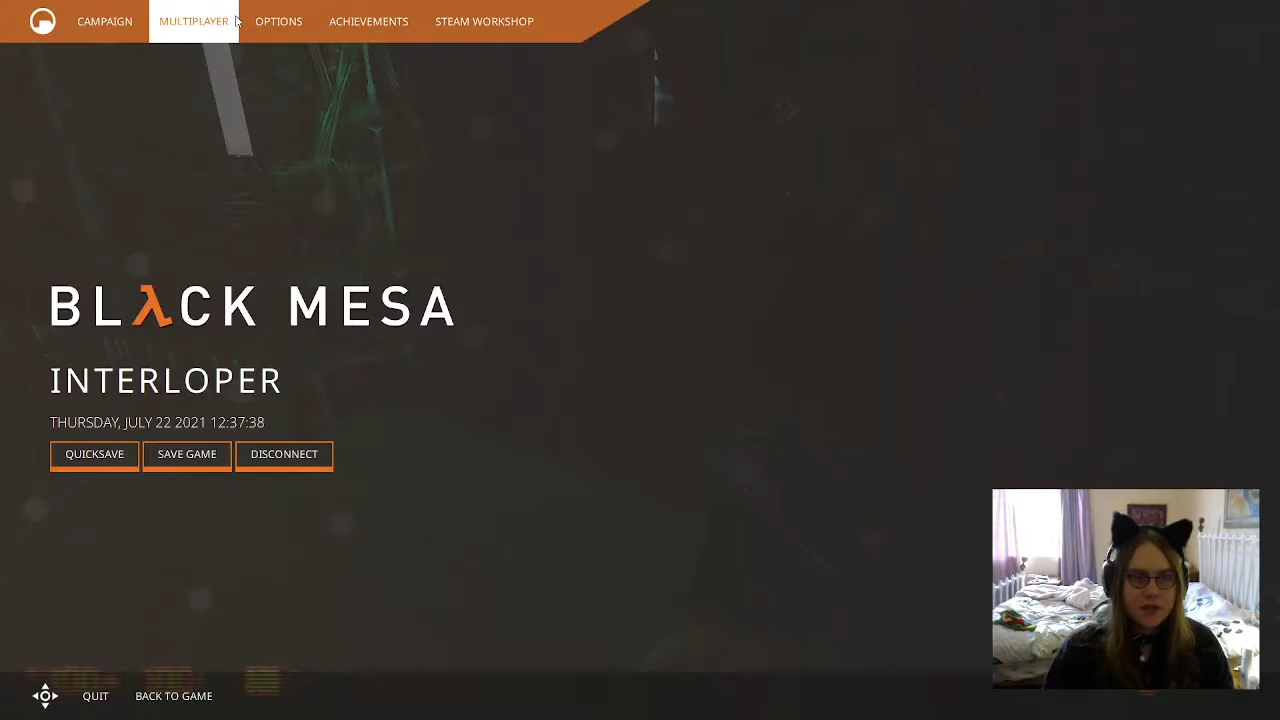 CAMPAIGN MULTIPLAYER OPTIONS ACHIEVEMENTS STEAM WORKSHOP
BLλCK MESA
INTERLOPER
THURSDAY, JULY 22 2021 12:37:38
QUICKSAVE SAVE GAME DISCONNECT
QUIT BACK TO GAME